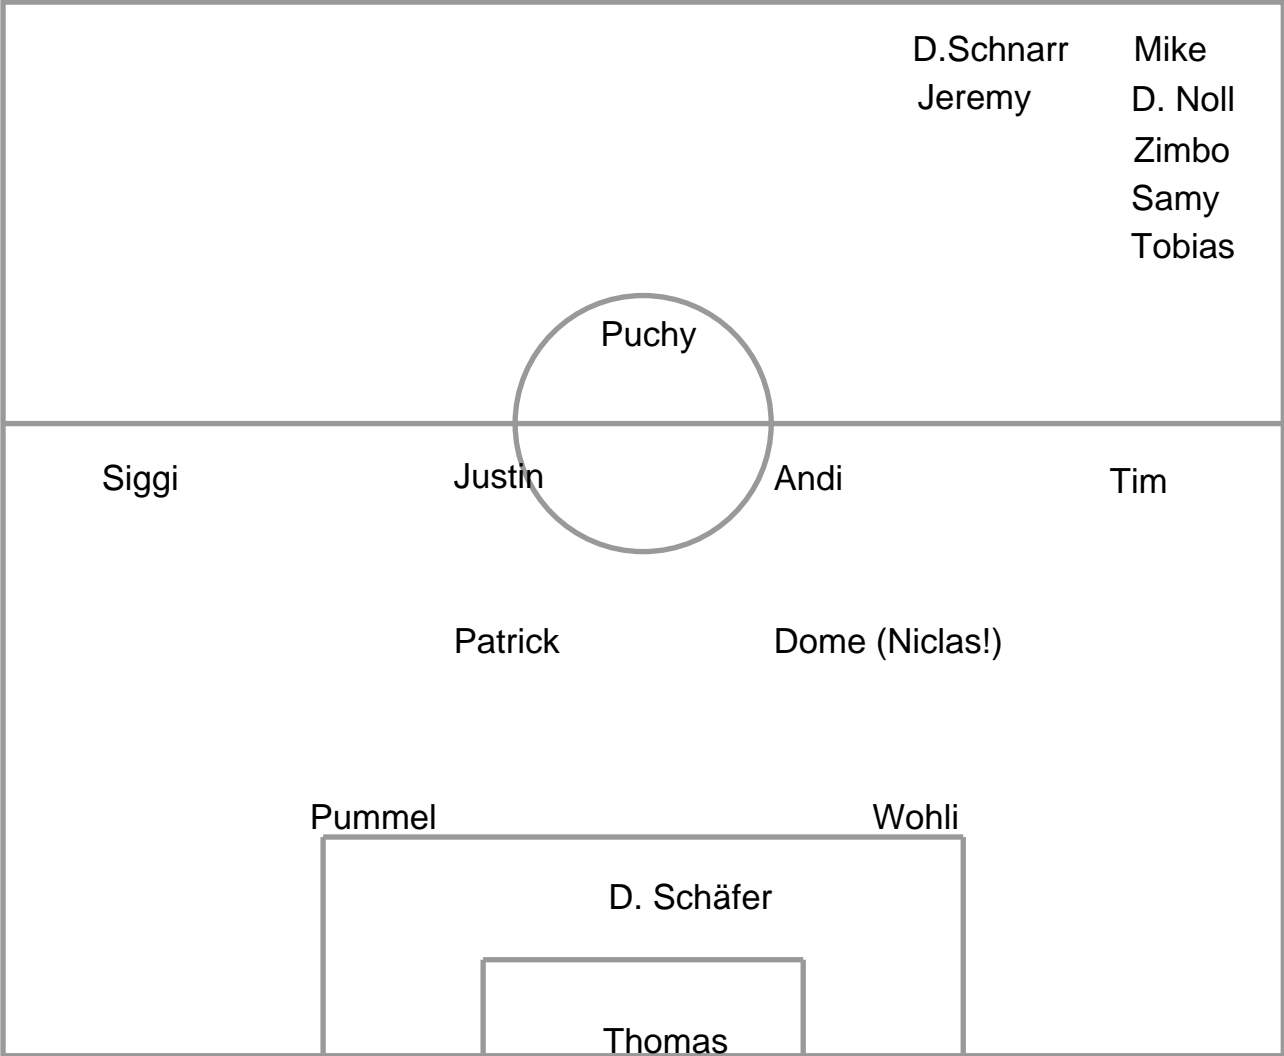 D.Schnarr Mike
Jeremy D. Noll
Zimbo
Samy
Tobias
Puchy
Siggi Justin Andi Tim
Patrick Dome (Niclas!)
Pummel Wohli
D. Schäfer
Thomas